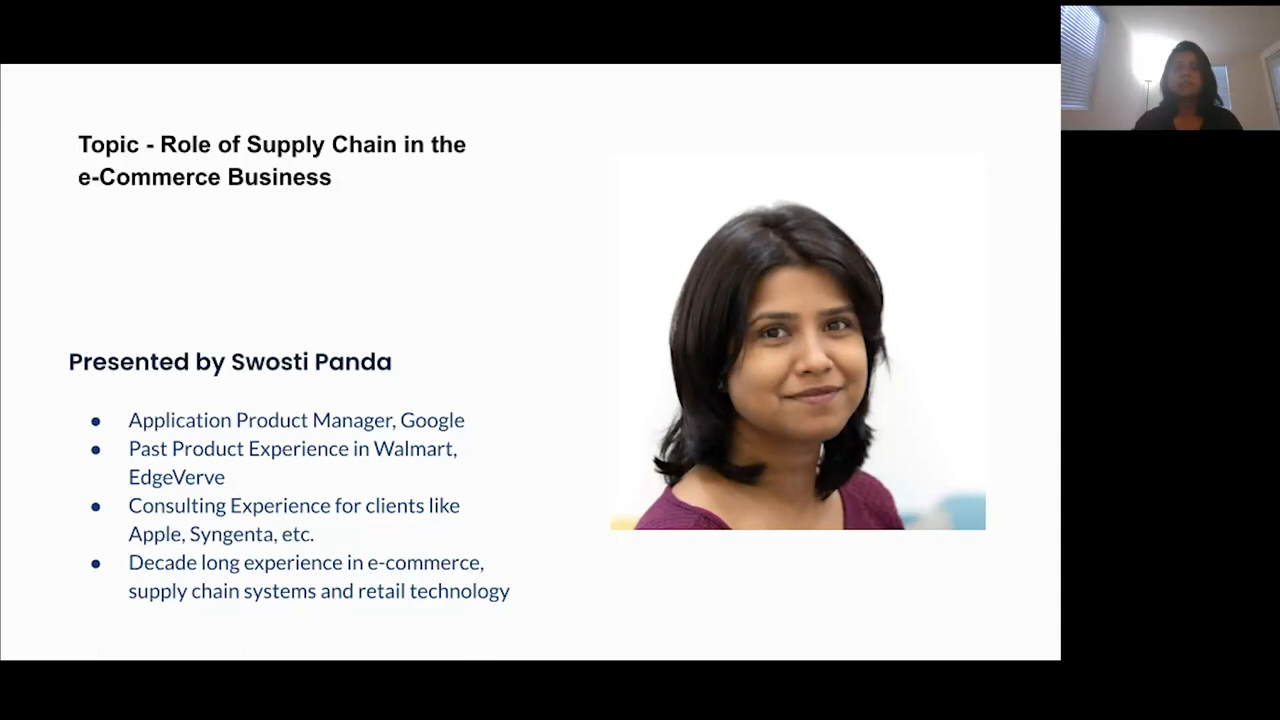 Topic - Role of Supply Chain in the
e-Commerce Business
Presented by Swosti Panda
● Application Product Manager, Google
● Past Product Experience in Walmart,
EdgeVerve
● Consulting Experience for clients like
Apple, Syngenta, etc.
● Decade long experience in e-commerce,
supply chain systems and retail technology